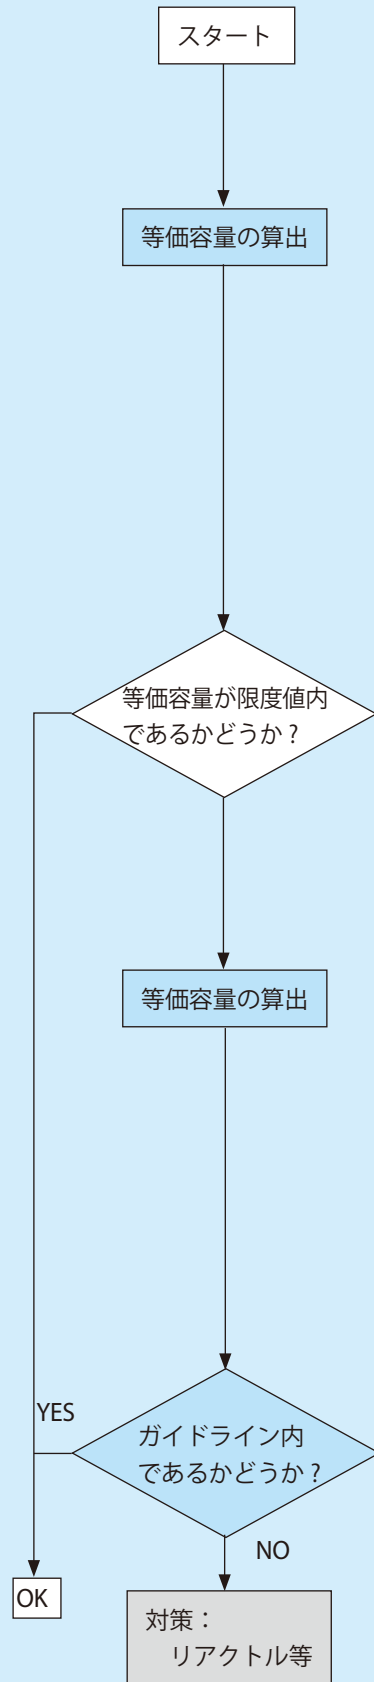 スタート
等価容量の算出
等価容量が限度値内
であるかどうか?
等価容量の算出
YES
ガイドライン内
であるかどうか?
NO
OK
対策:
リアクトル等